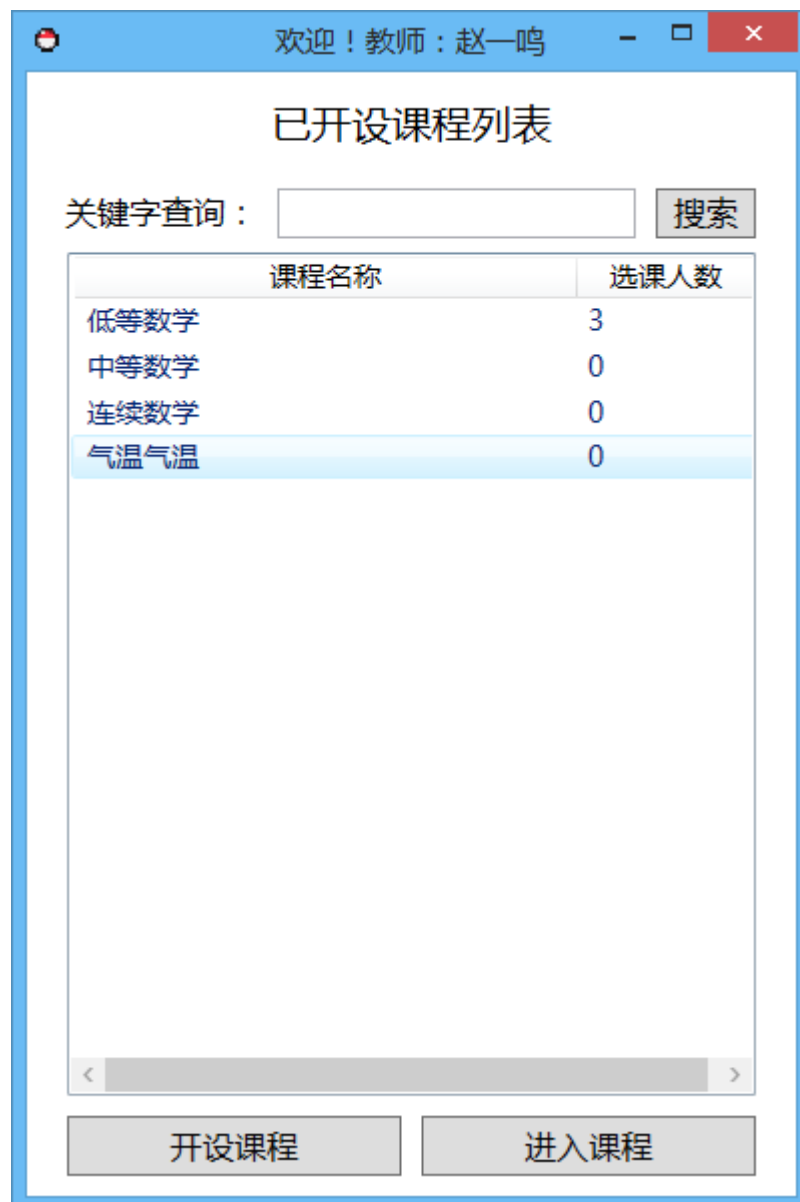 欢迎！教师：赵一鸣
已开设课程列表
关键字查询： 搜索
课程名称 选课人数
低等数学 3
中等数学 0
连续数学 0
气温气温 0
开设课程 进入课程